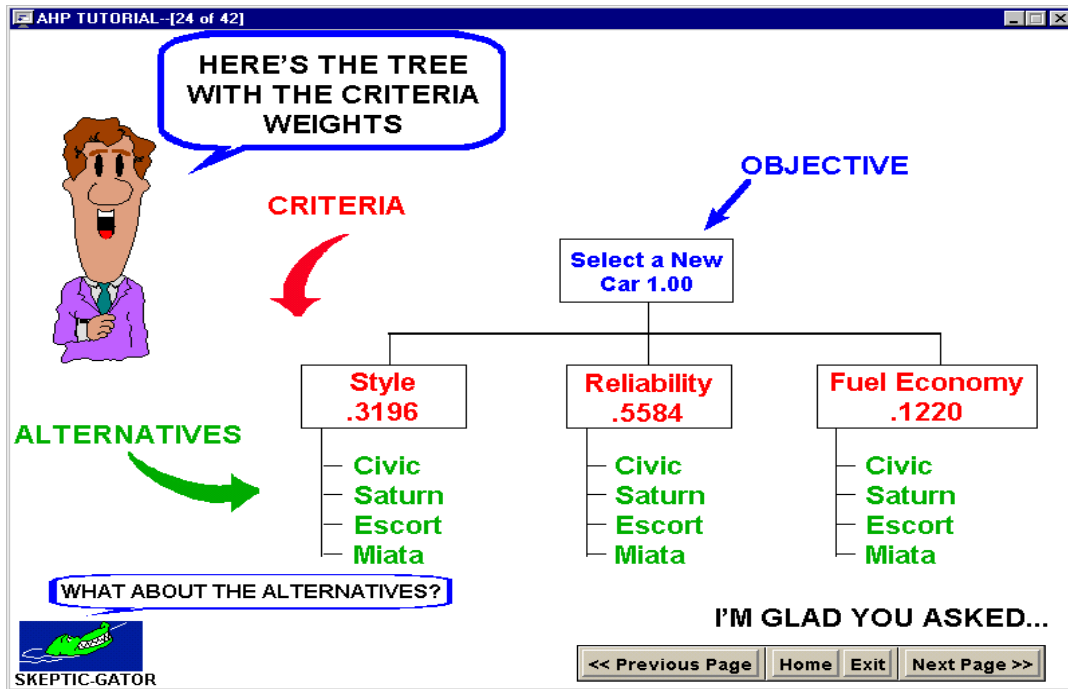 AHP TUTORIAL--[24 of 42]
HERE'S THE TREE
WITH THE CRITERIA
WEIGHTS
OBJECTIVE
CRITERIA
Select a New
Car 1.00
Style
.3196
Reliability
.5584
Fuel Economy
.1220
ALTERNATIVES
Civic
Saturn
Escort
Miata
Civic
Saturn
Escort
Miata
Civic
Saturn
Escort
Miata
WHAT ABOUT THE ALTERNATIVES?
SKEPTIC-GATOR
I'M GLAD YOU ASKED...
<< Previous Page Home Exit Next Page >>